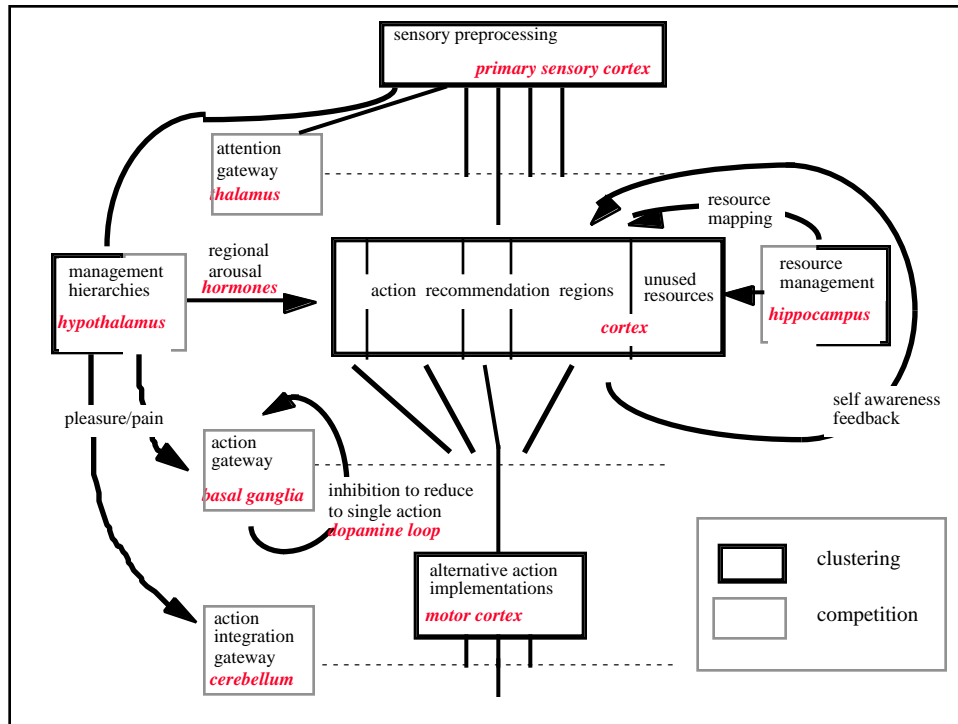 sensory preprocessing
primary sensory cortex
attention
gateway
thalamus
resource
mapping
management
hierarchies
hypothalamus
regional
arousal
hormones
action recommendation regions
cortex
unused
resources
resource
management
hippocampus
pleasure/pain
self awareness
feedback
action
gateway
basal ganglia
inhibition to reduce
to single action
dopamine loop
alternative action
implementations
motor cortex
action
integration
gateway
cerebellum
clustering
competition